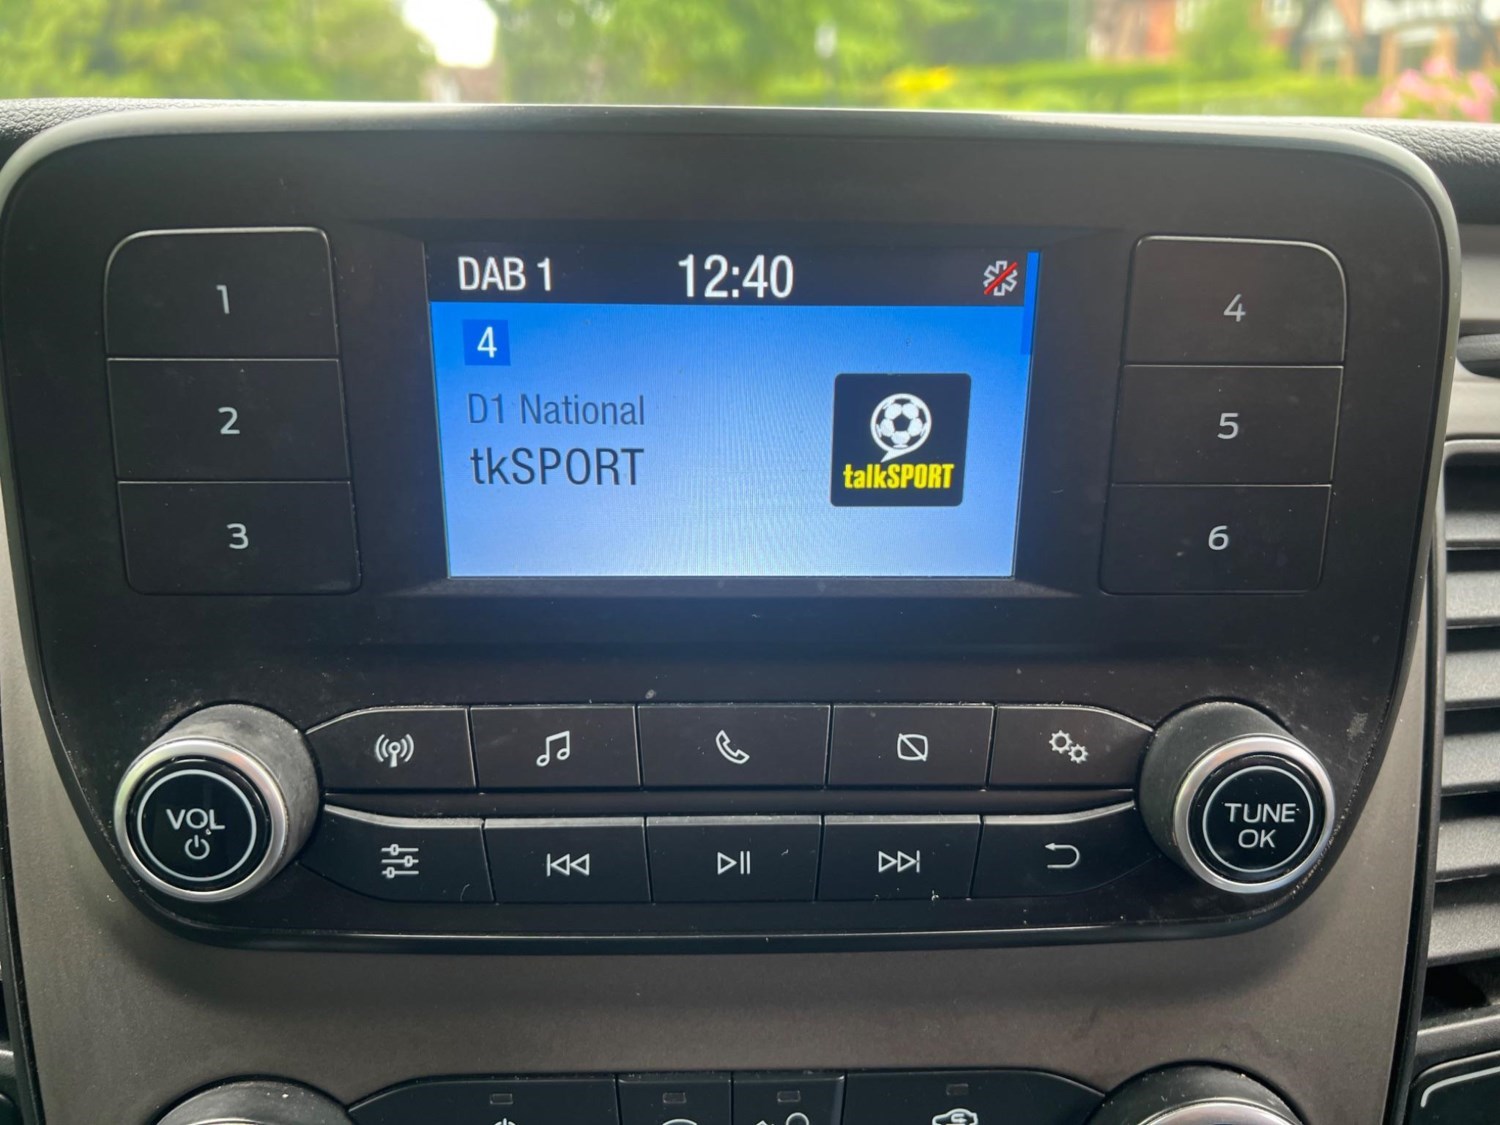 DAB 1 12:40
4
D1 National
tkSPORT
talkSPORT
1
2
3
4
5
6
VOL
TUNE
OK